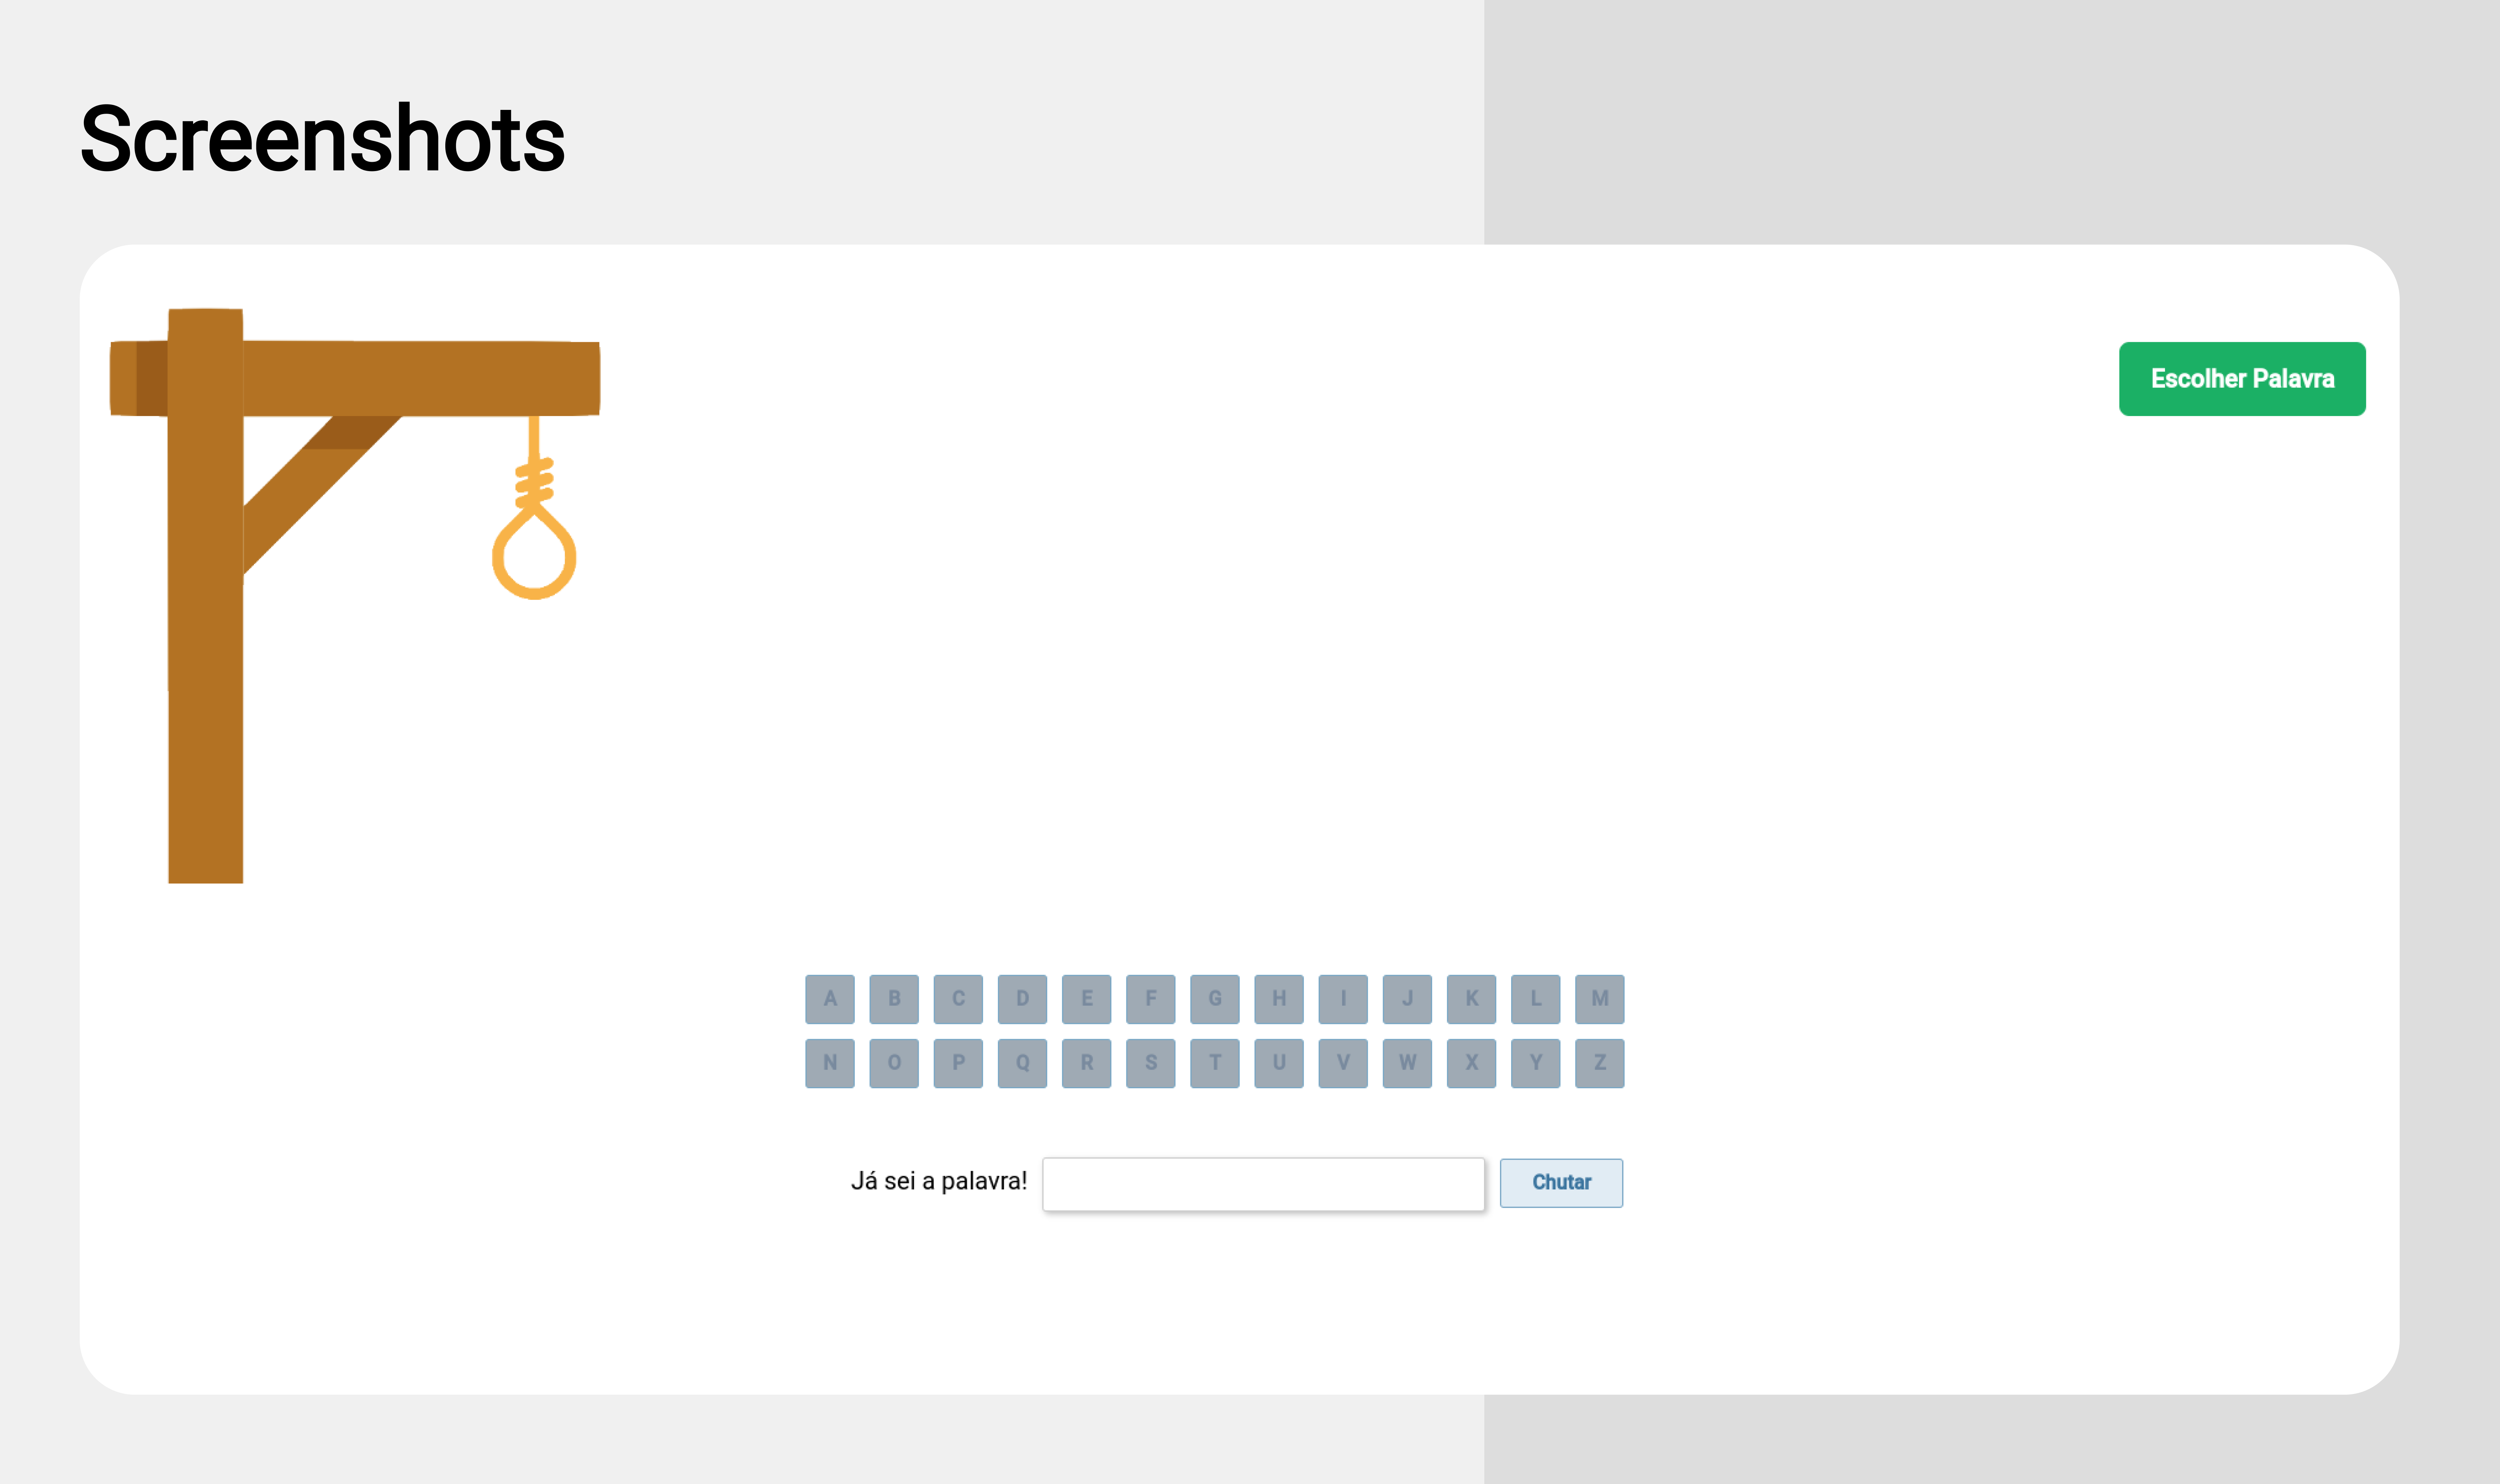 Screenshots
Escolher Palavra
A B C D E F G H I J K L M
N O P Q R S T U V W X Y Z
Já sei a palavra! Chutar